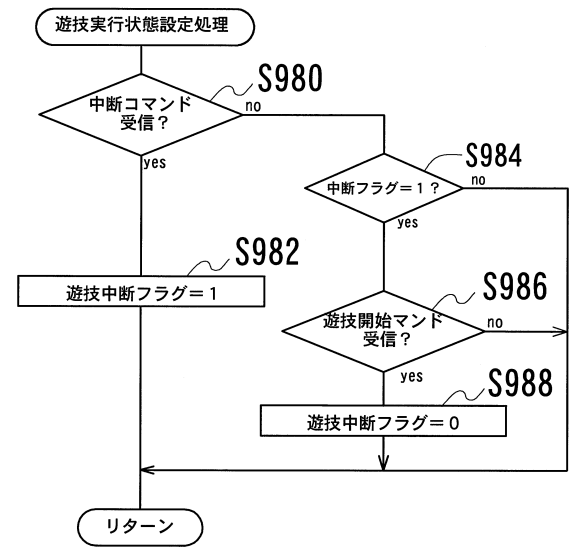 遊技実行状態設定処理
S980
中断コマンド
受信？
no
yes
S984
中断フラグ＝１？
no
yes
S982
遊技中断フラグ＝１
S986
遊技開始マンド
受信？
no
yes
S988
遊技中断フラグ＝０
リターン